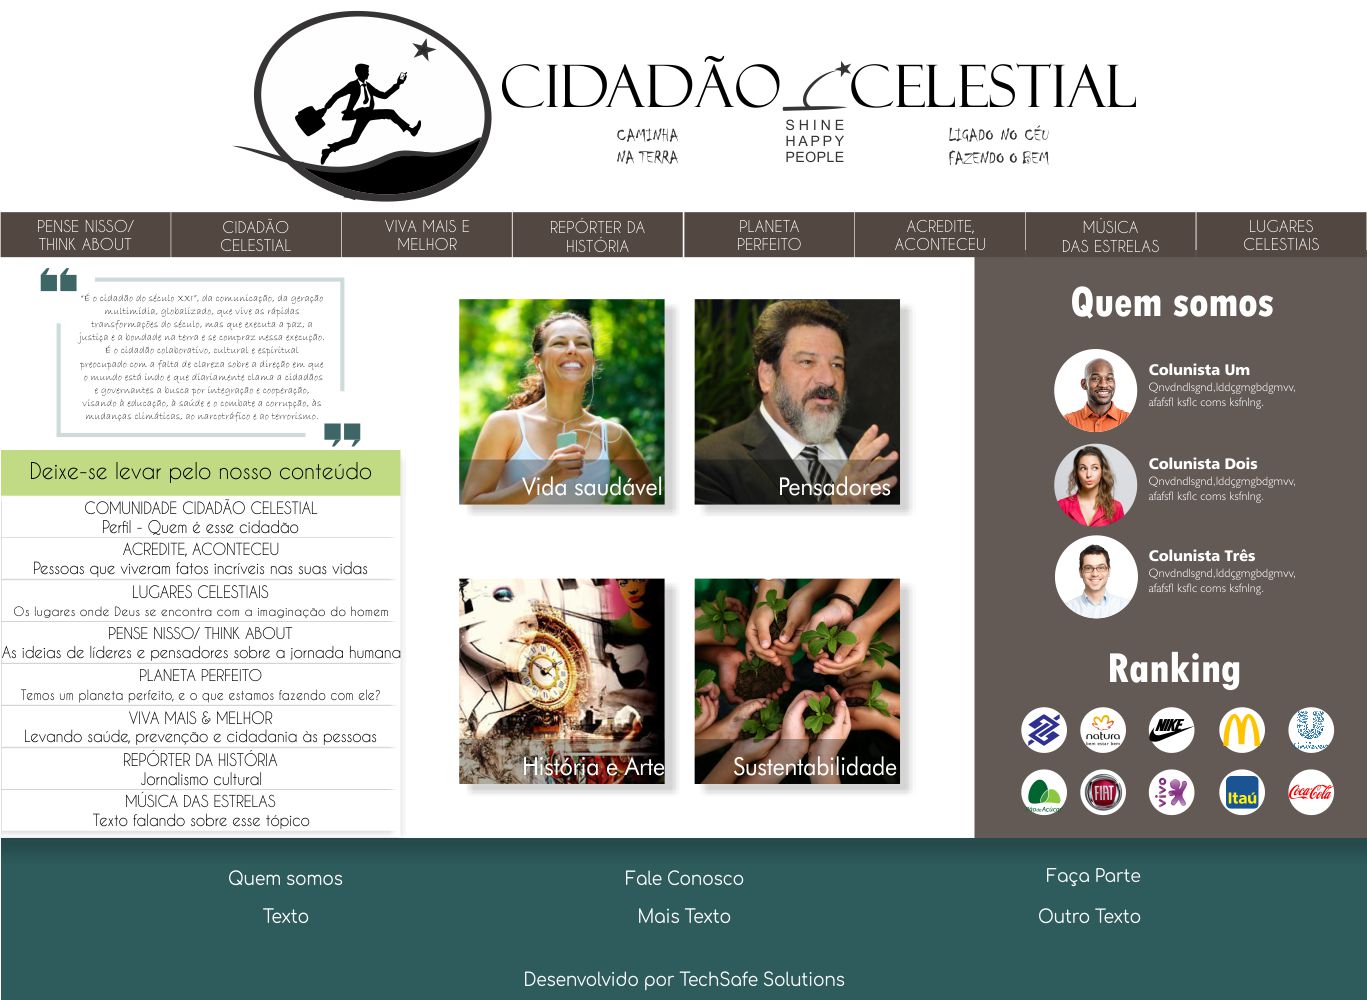 CIDADÃO CELESTIAL
CAMINHA
NA TERRA
SHINE
HAPPY
PEOPLE
LIGADO NO CÉU
FAZENDO O BEM
PENSE NISSO/
THINK ABOUT
CIDADÃO
CELESTIAL
VIVA MAIS E
MELHOR
REPÓRTER DA
HISTÓRIA
PLANETA
PERFEITO
ACREDITE,
ACONTECEU
MÚSICA
DAS ESTRELAS
LUGARES
CELESTIAIS
“É o cidadão do século XXI”, da comunicação, da geração
multimídia, globalizado, que vive as rápidas
transformações do século, mas que executa a paz, a
justiça e a bondade na terra e se compraz nessa execução.
É o cidadão colaborativo, cultural e espiritual
preocupado com a falta de clareza sobre a direção em que
o mundo está indo e que diariamente clama a cidadãos
e governantes a busca por integração e cooperação,
visando à educação, à saúde e o combate a corrupção, às
mudanças climáticas, ao narcotráfico e ao terrorismo.
Deixe-se levar pelo nosso conteúdo
COMUNIDADE CIDADÃO CELESTIAL
Perfil - Quem é esse cidadão
ACREDITE, ACONTECEU
Pessoas que viveram fatos incríveis nas suas vidas
LUGARES CELESTIAIS
Os lugares onde Deus se encontra com a imaginação do homem
PENSE NISSO/ THINK ABOUT
As ideias de líderes e pensadores sobre a jornada humana
PLANETA PERFEITO
Temos um planeta perfeito, e o que estamos fazendo com ele?
VIVA MAIS & MELHOR
Levando saúde, prevenção e cidadania às pessoas
REPÓRTER DA HISTÓRIA
Jornalismo cultural
MÚSICA DAS ESTRELAS
Texto falando sobre esse tópico
Vida saudável
Pensadores
História e Arte
Sustentabilidade
Quem somos
Colunista Um
Qnvdndlsgnd,lddçgmgbdgmvv,
afafsfl ksflc coms ksfnlng.
Colunista Dois
Qnvdndlsgnd,lddçgmgbdgmvv,
afafsfl ksflc coms ksfnlng.
Colunista Três
Qnvdndlsgnd,lddçgmgbdgmvv,
afafsfl ksflc coms ksfnlng.
Ranking
natura
bem estar bem
NIKE
Unilever
Pão de Açúcar
FIAT
vivo
Itaú
Coca-Cola
Quem somos
Fale Conosco
Faça Parte
Texto
Mais Texto
Outro Texto
Desenvolvido por TechSafe Solutions